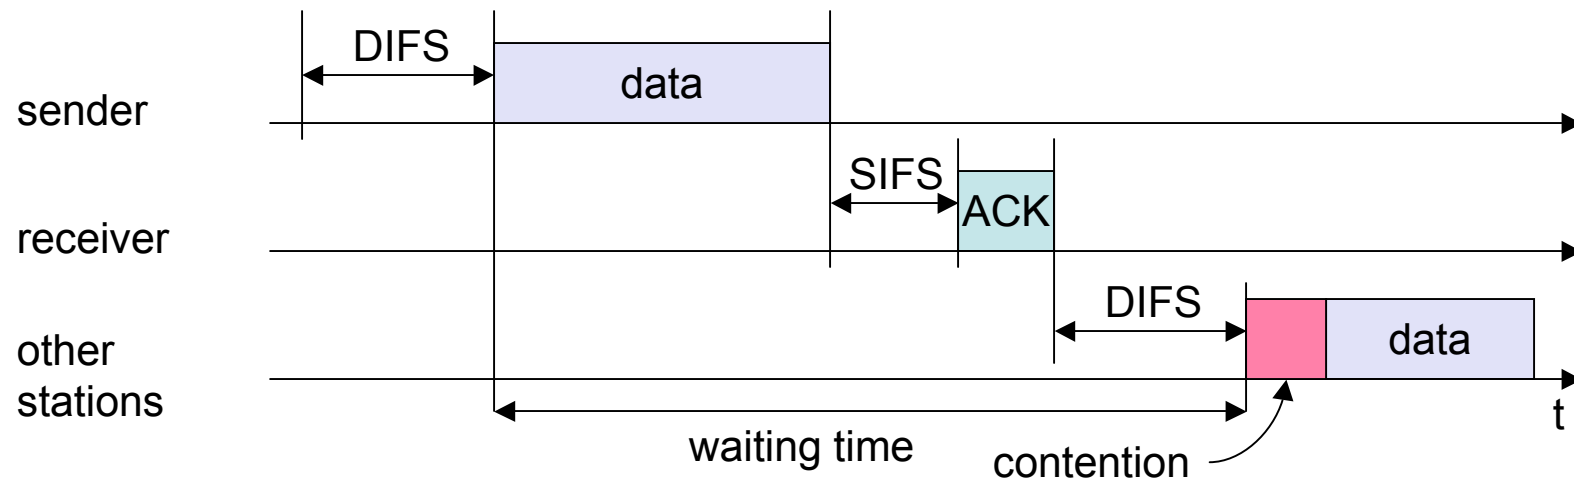 DIFS
data
sender
SIFS
ACK
receiver
DIFS
data
other
stations
t
waiting time
contention